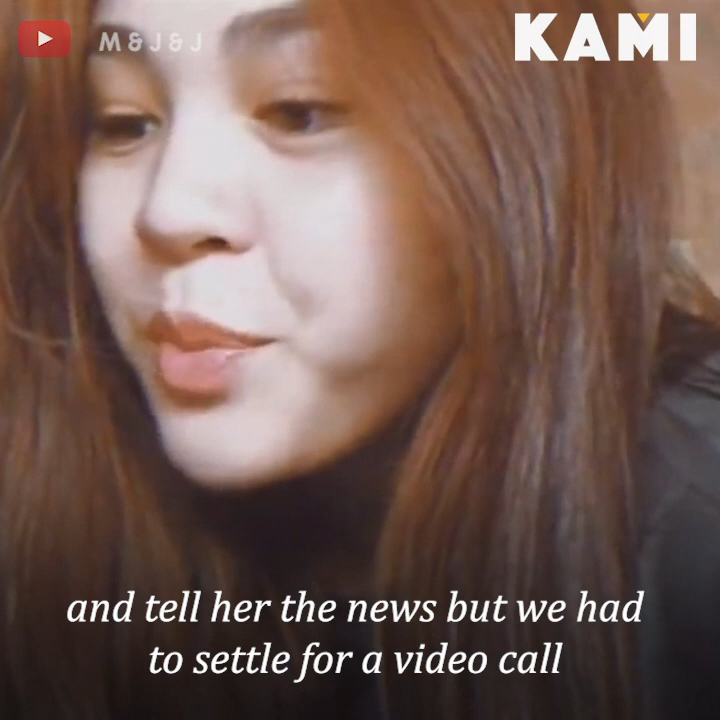 M & J & J
KAMI
and tell her the news but we had
to settle for a video call